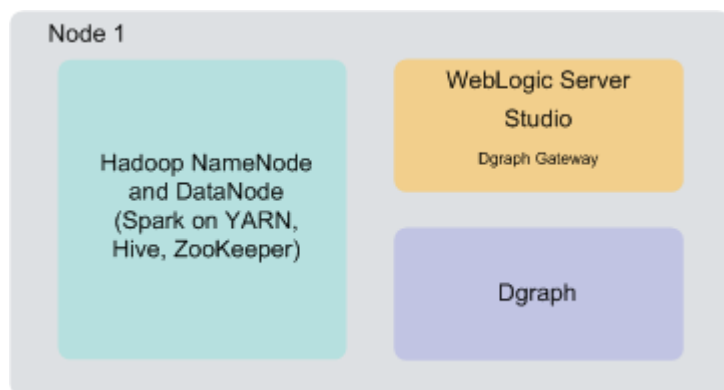 Node 1
Hadoop NameNode
and DataNode
(Spark on YARN,
Hive, ZooKeeper)
WebLogic Server
Studio
Dgraph Gateway
Dgraph